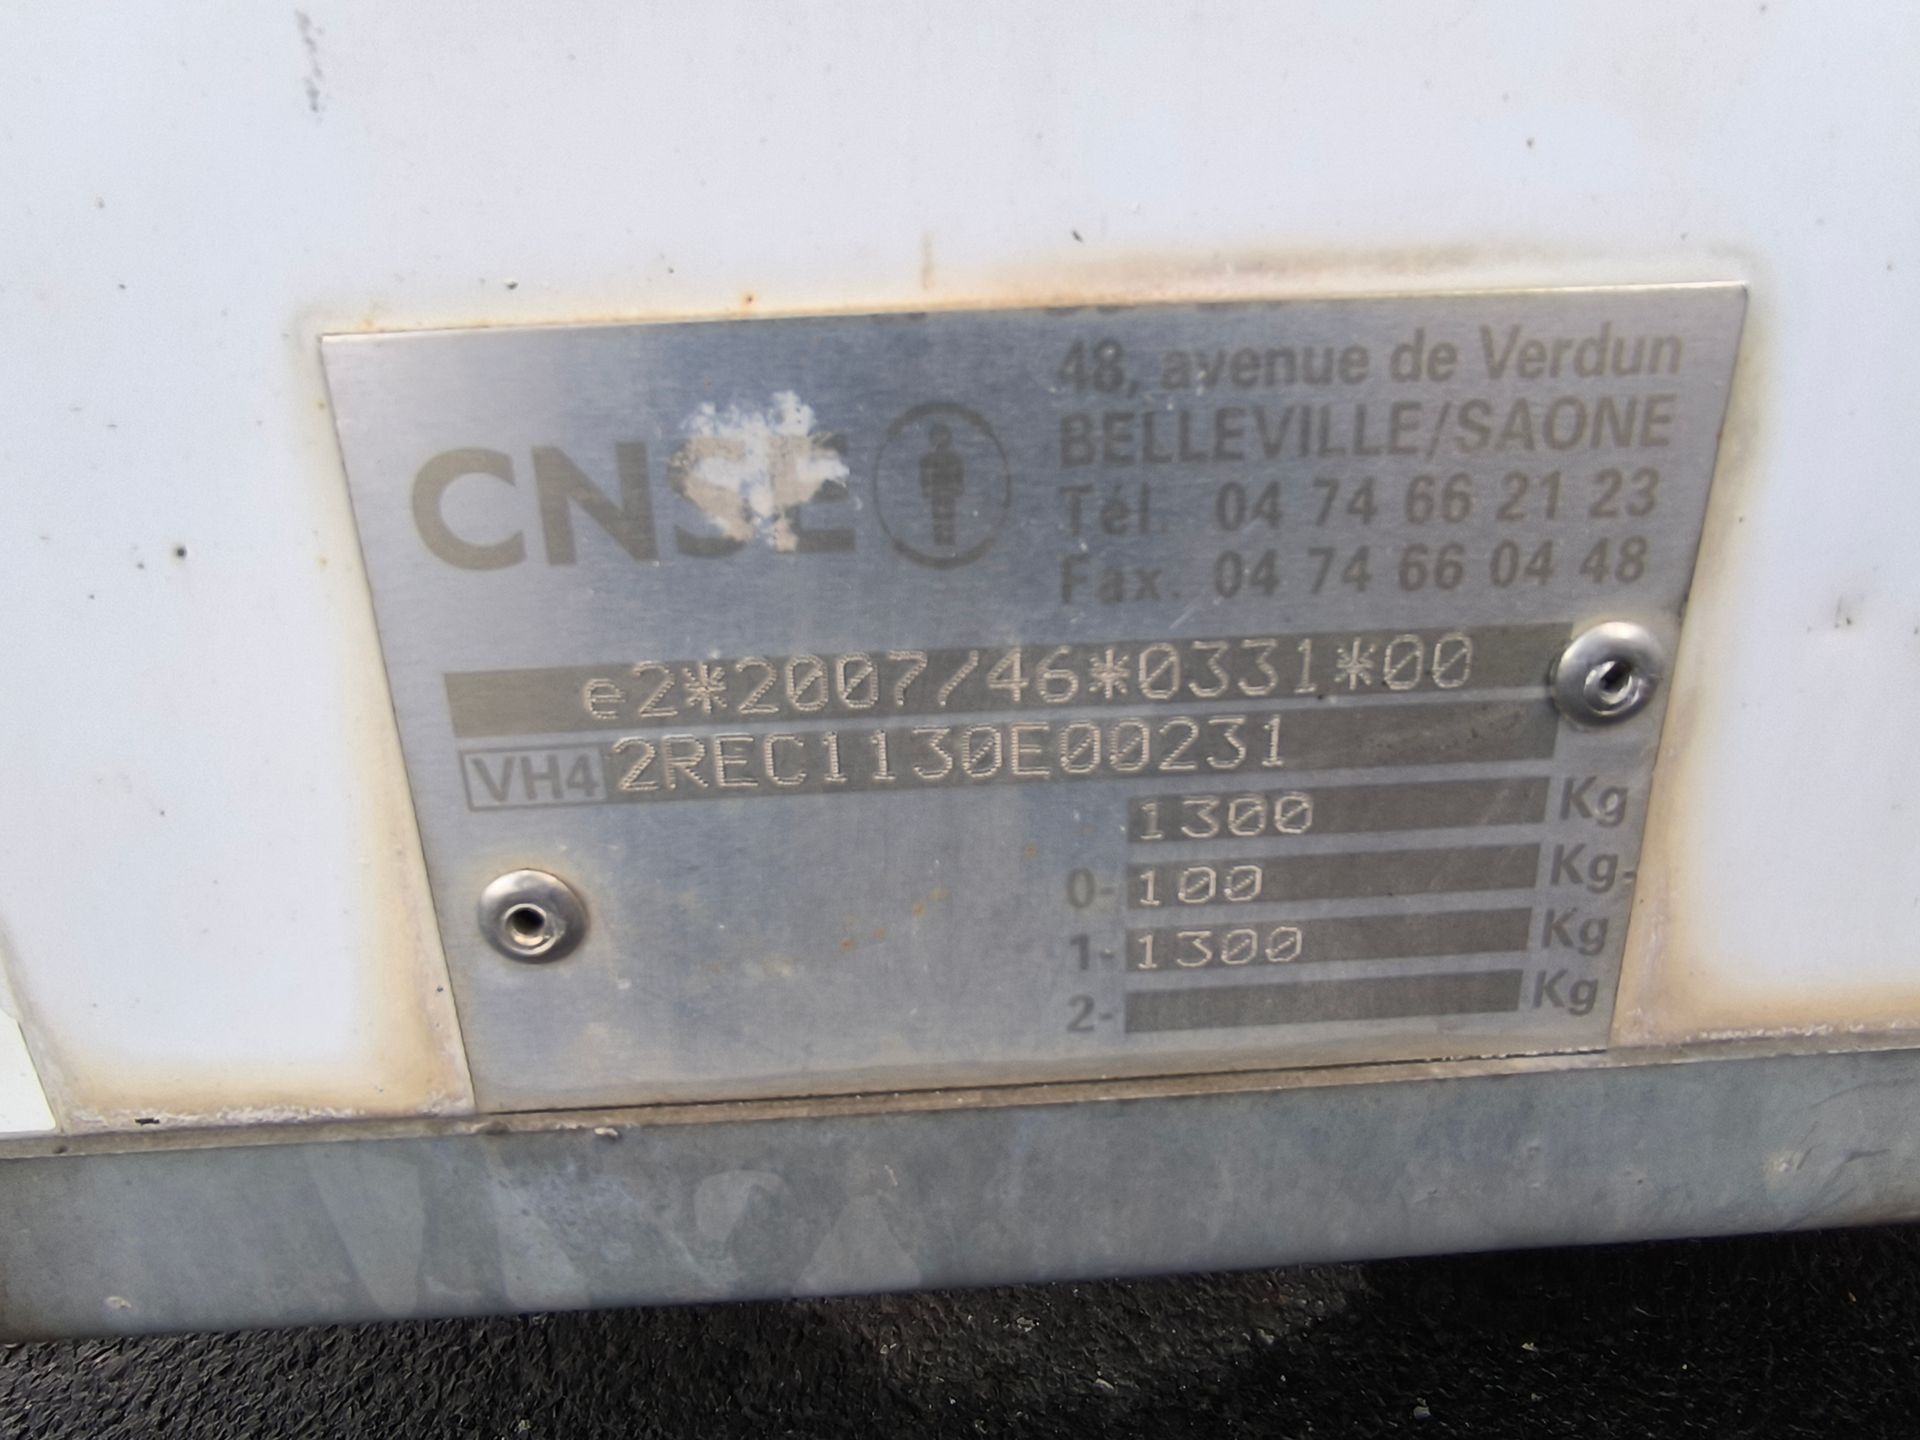 CNSE
48, avenue de Verdun
BELLEVILLE/SAONE
Tél. 04 74 66 21 23
Fax. 04 74 66 04 48
e2*2007/46*0331*00
VH4 2REC1130E00231
1300 Kg
0- 100 Kg
1- 1300 Kg
2- Kg